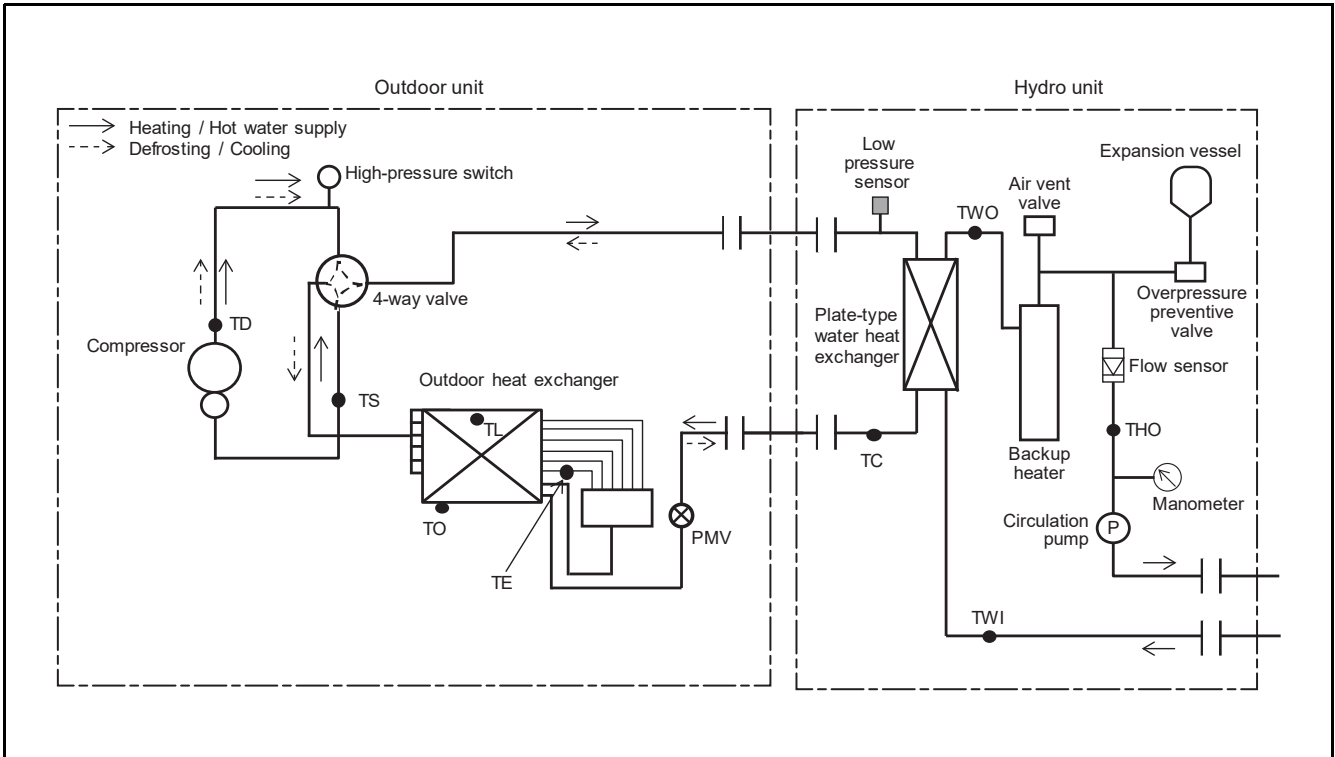 Outdoor unit
Hydro unit
Heating / Hot water supply
Defrosting / Cooling
High-pressure switch
4-way valve
TD
Compressor
TS
Outdoor heat exchanger
TL
TO
TE
PMV
Low
pressure
sensor
Air vent
valve
Expansion vessel
TWO
Overpressure
preventive
valve
Plate-type
water heat
exchanger
Flow sensor
TC
THO
Backup
heater
Manometer
Circulation
pump
P
TWI